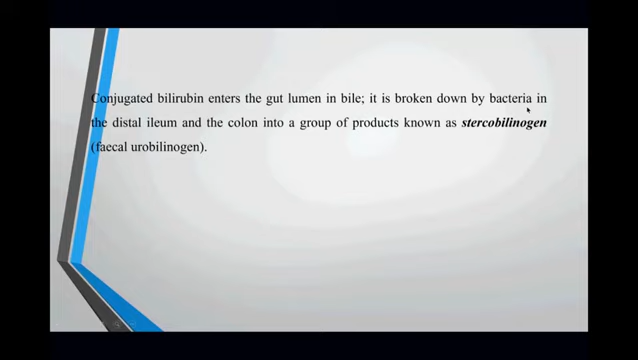 Conjugated bilirubin enters the gut lumen in bile; it is broken down by bacteria in
the distal ileum and the colon into a group of products known as stercobilinogen
(faecal urobilinogen).